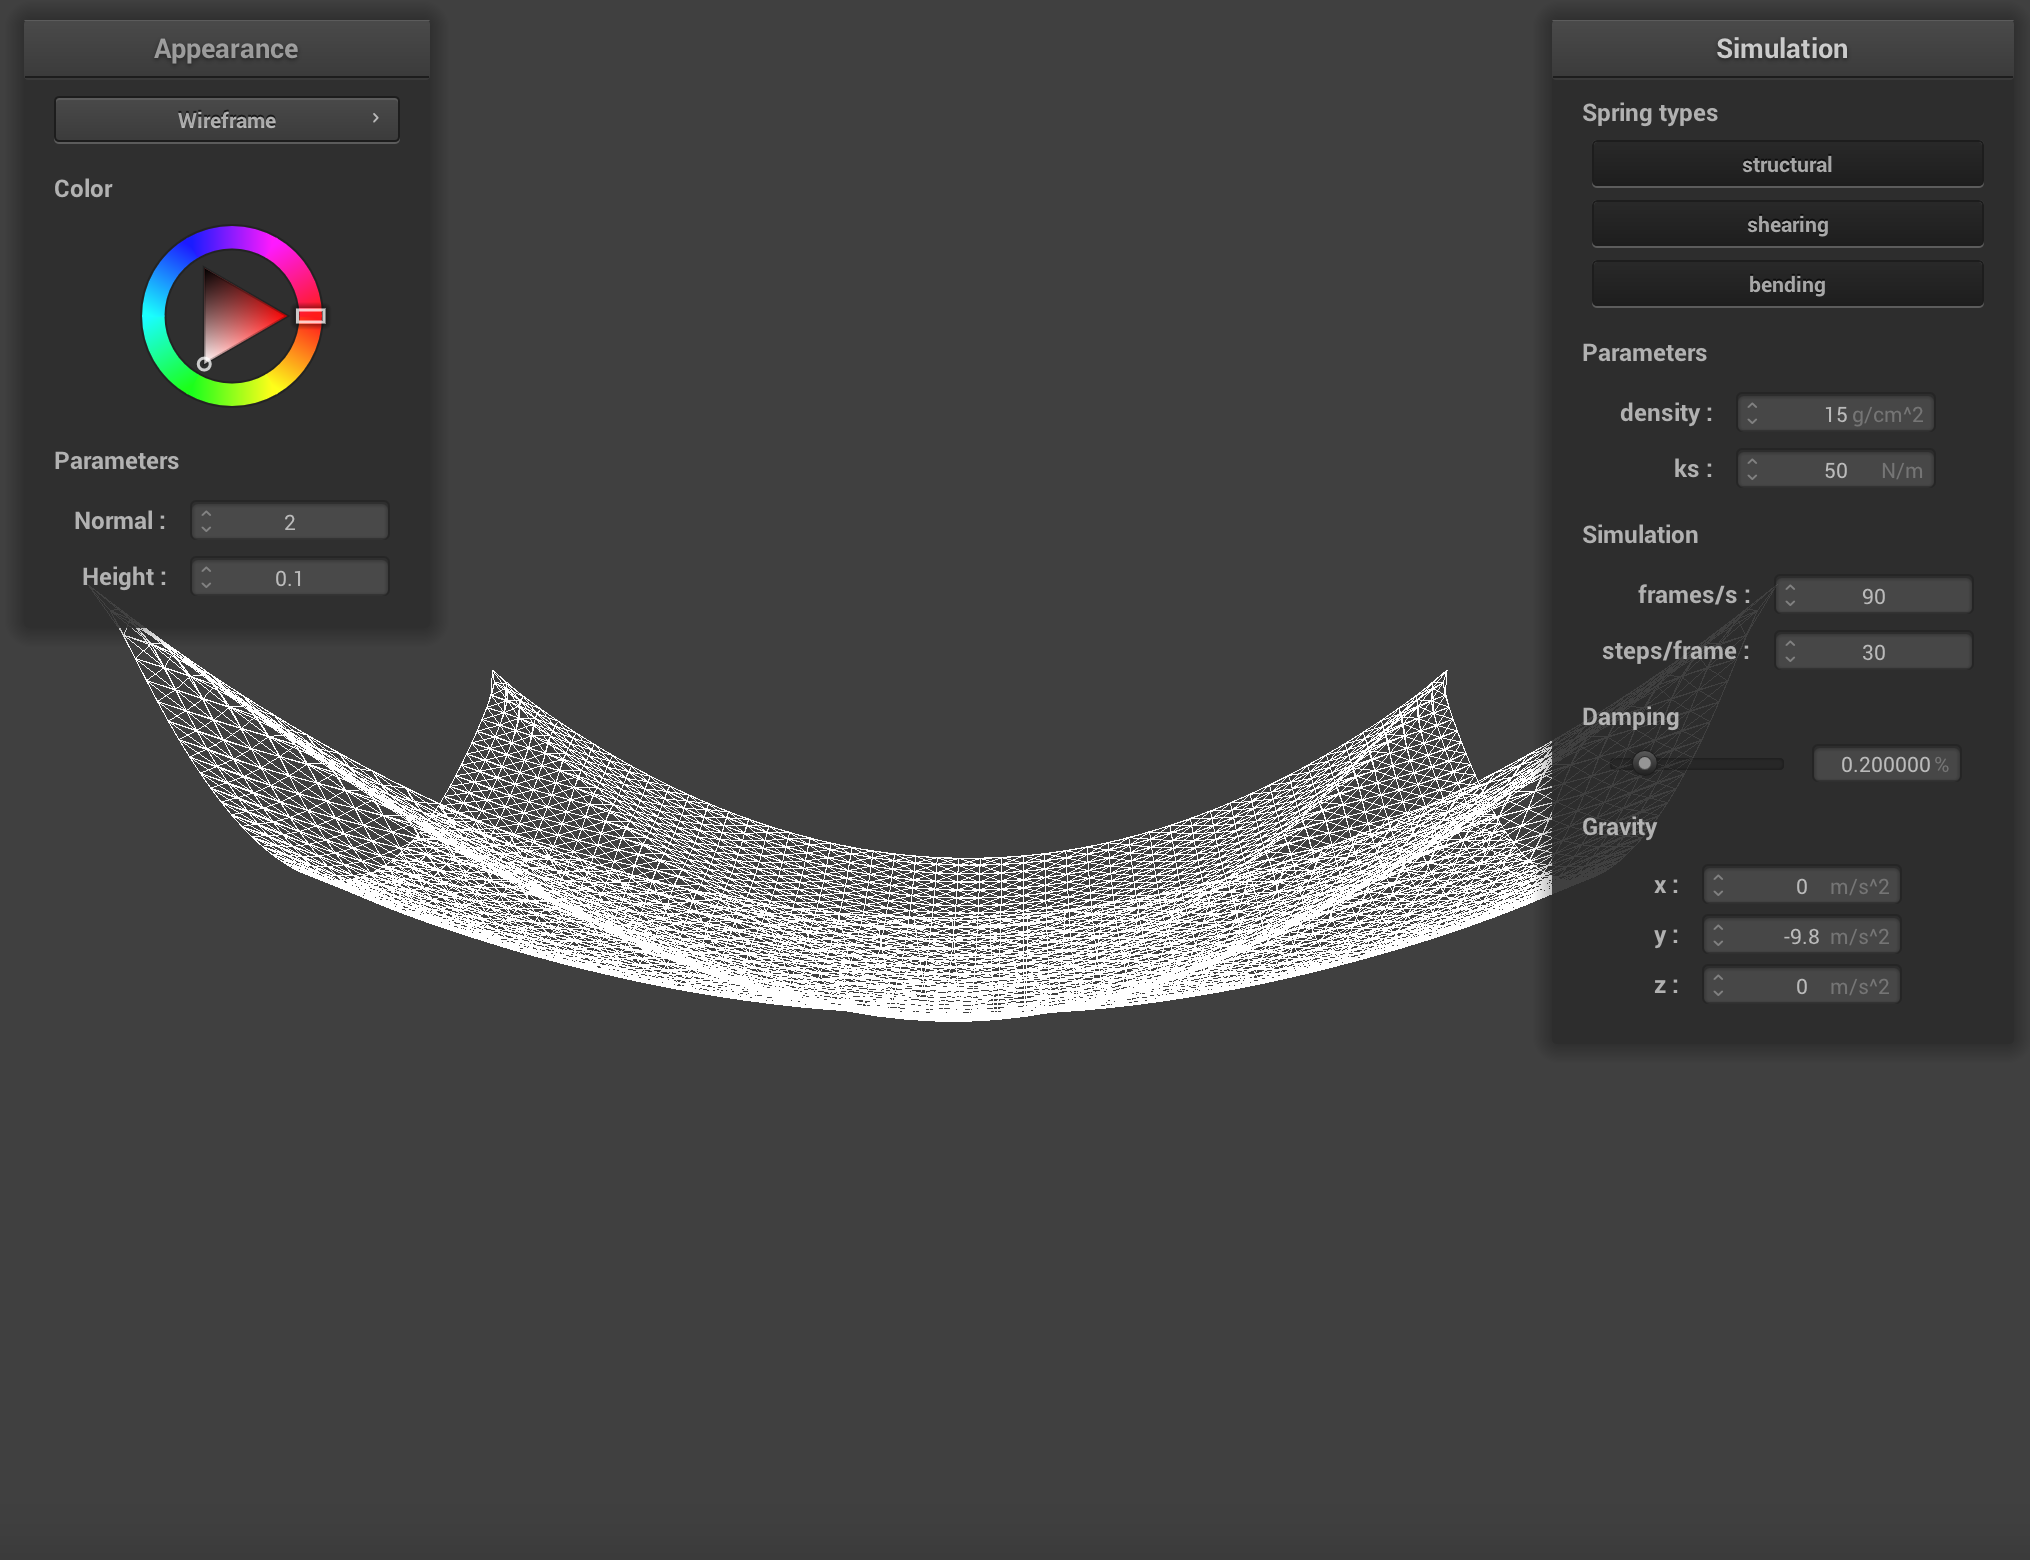 Appearance
Wireframe
Color
Parameters
Normal : 2
Height : 0.1
Simulation
Spring types
structural
shearing
bending
Parameters
density : 15 g/cm^2
ks : 50 N/m
Simulation
frames/s : 90
steps/frame : 30
Damping
0.200000 %
Gravity
x : 0 m/s^2
y : -9.8 m/s^2
z : 0 m/s^2